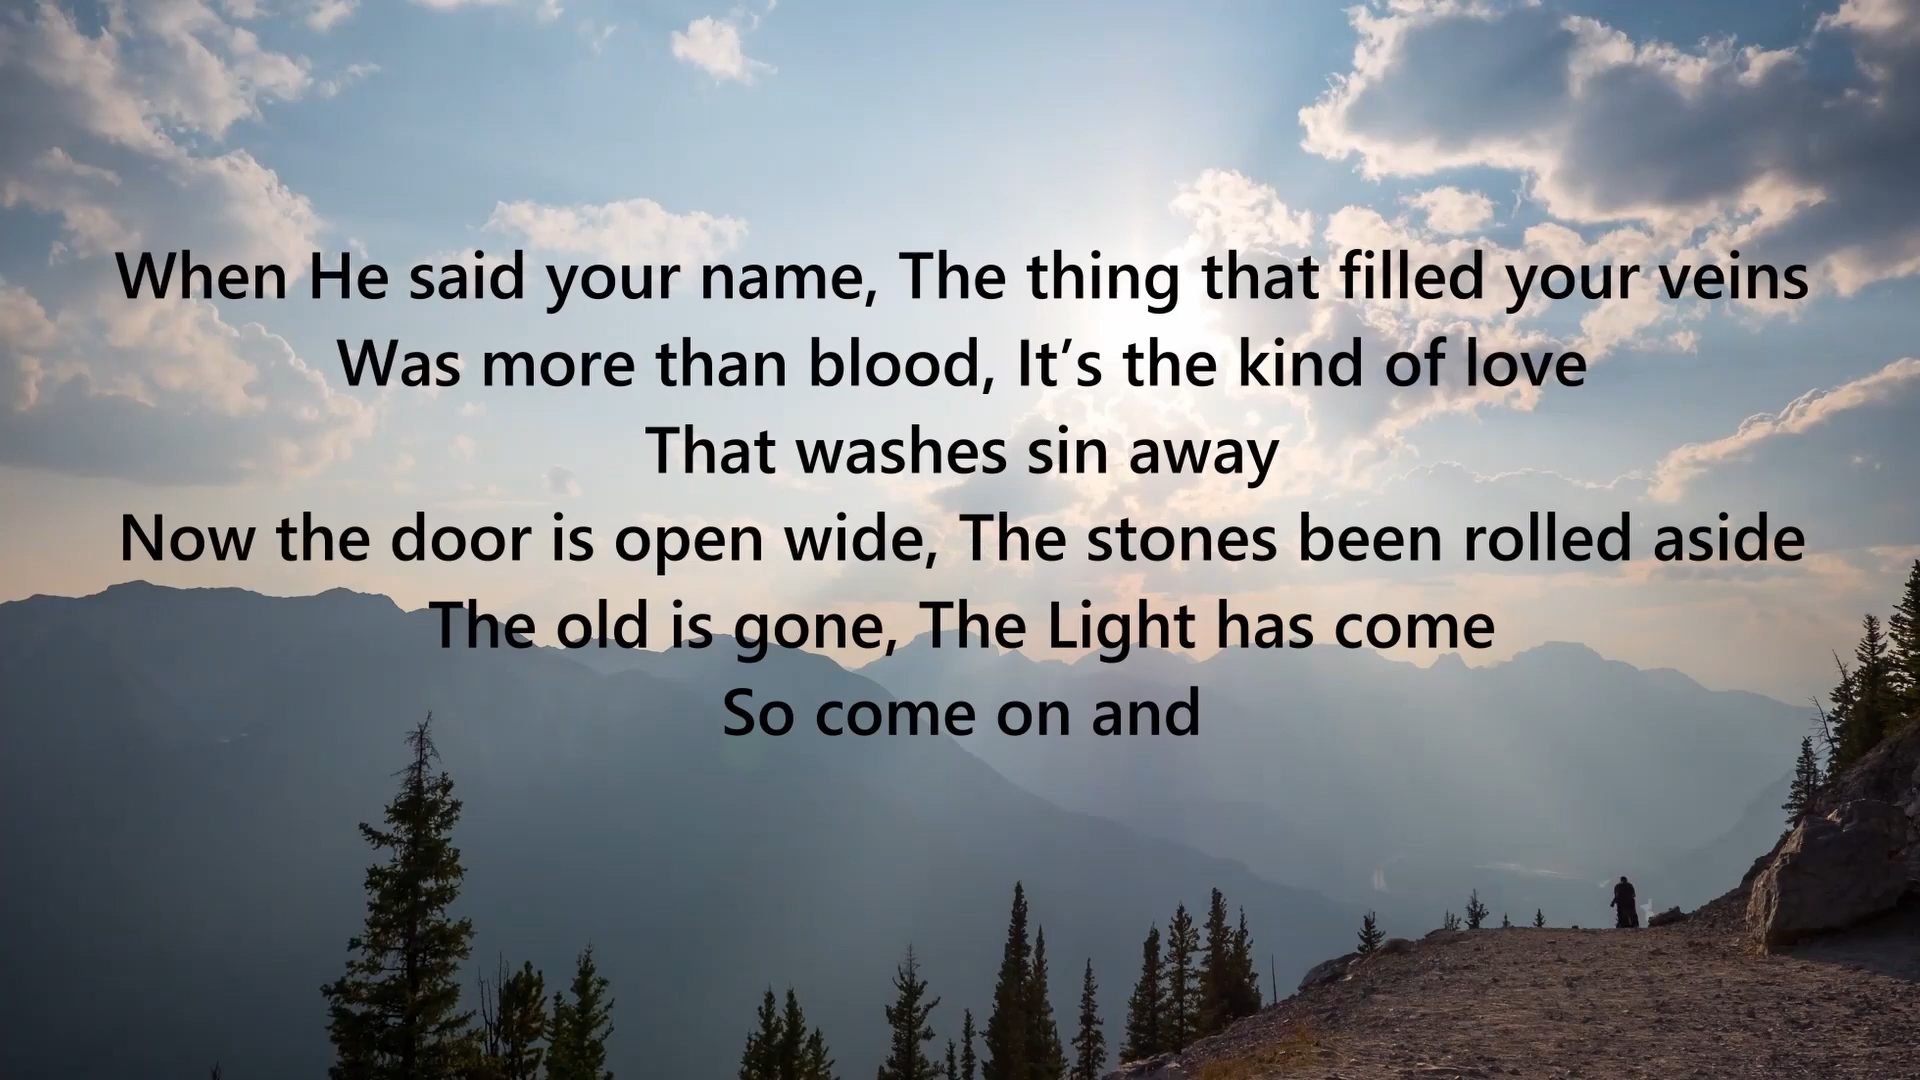 When He said your name, The thing that filled your veins
Was more than blood, It’s the kind of love
That washes sin away
Now the door is open wide, The stones been rolled aside
The old is gone, The Light has come
So come on and